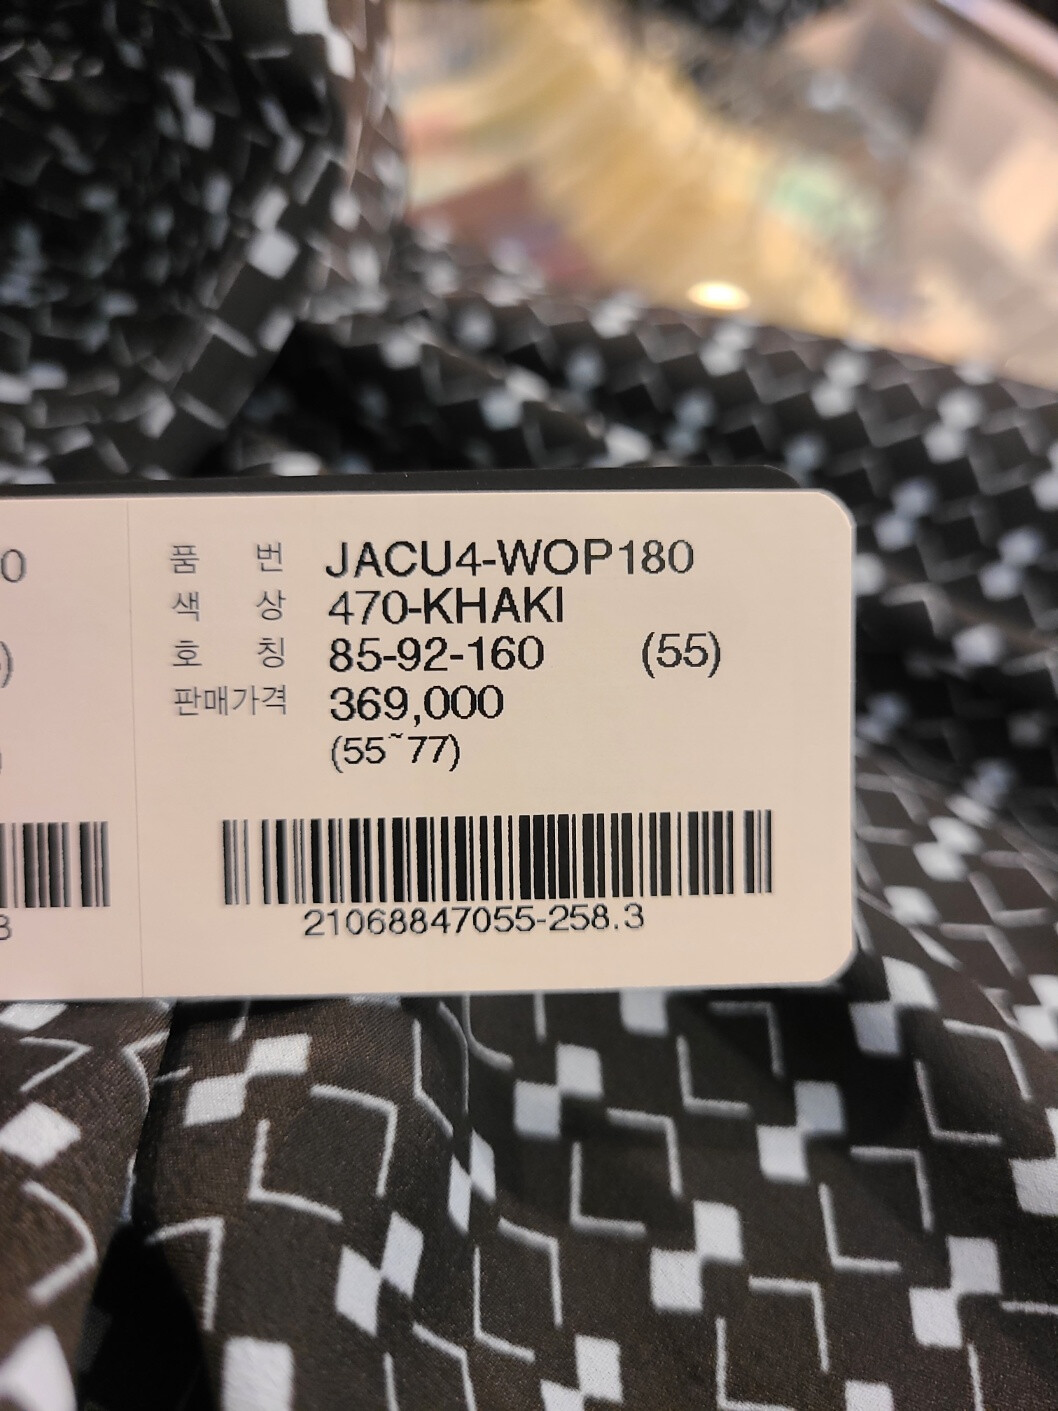 품 번 JACU4-WOP180
색 상 470-KHAKI
호 칭 85-92-160 (55)
판매가격 369,000
(55~77)
21068847055-258.3